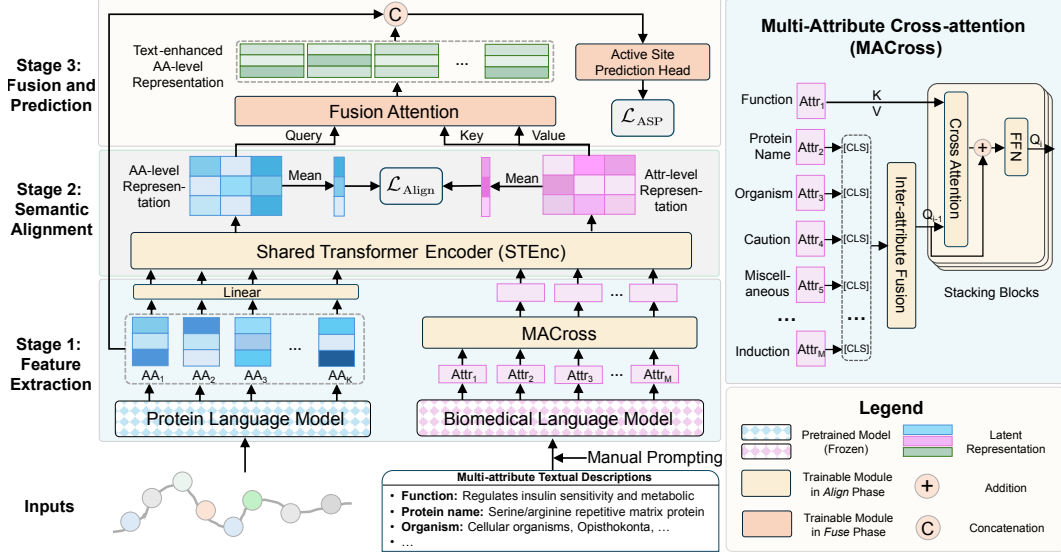 Stage 3:
Fusion and
Prediction
Text-enhanced
AA-level
Representation
C
...
Active Site
Prediction Head
Fusion Attention
L_ASP
Query
Key
Value
Stage 2:
Semantic
Alignment
AA-level
Represen-
tation
Mean
L_Align
Mean
Attr-level
Represen-
tation
Shared Transformer Encoder (STEnc)
Stage 1:
Feature
Extraction
Linear
...
...
MACross
AA1 AA2 AA3 AAK
Attr1 Attr2 Attr3 ... AttrM
Protein Language Model
Biomedical Language Model
Manual Prompting
Inputs
Multi-attribute Textual Descriptions
• Function: Regulates insulin sensitivity and metabolic
• Protein name: Serine/arginine repetitive matrix protein
• Organism: Cellular organisms, Opisthokonta, ...
• ...
Multi-Attribute Cross-attention
(MACross)
Function Attr1 K
V
Protein
Name Attr2 [CLS]
Organism Attr3 [CLS]
Caution Attr4 [CLS]
Miscell-
aneous Attr5 [CLS]
... ... ...
Induction AttrM [CLS]
Inter-attribute Fusion
Cross Attention
+
FFN
Qi
Qi-1
Stacking Blocks
Legend
Pretrained Model
(Frozen)
Latent
Representation
Trainable Module
in Align Phase
+
Addition
Trainable Module
in Fuse Phase
C
Concatenation